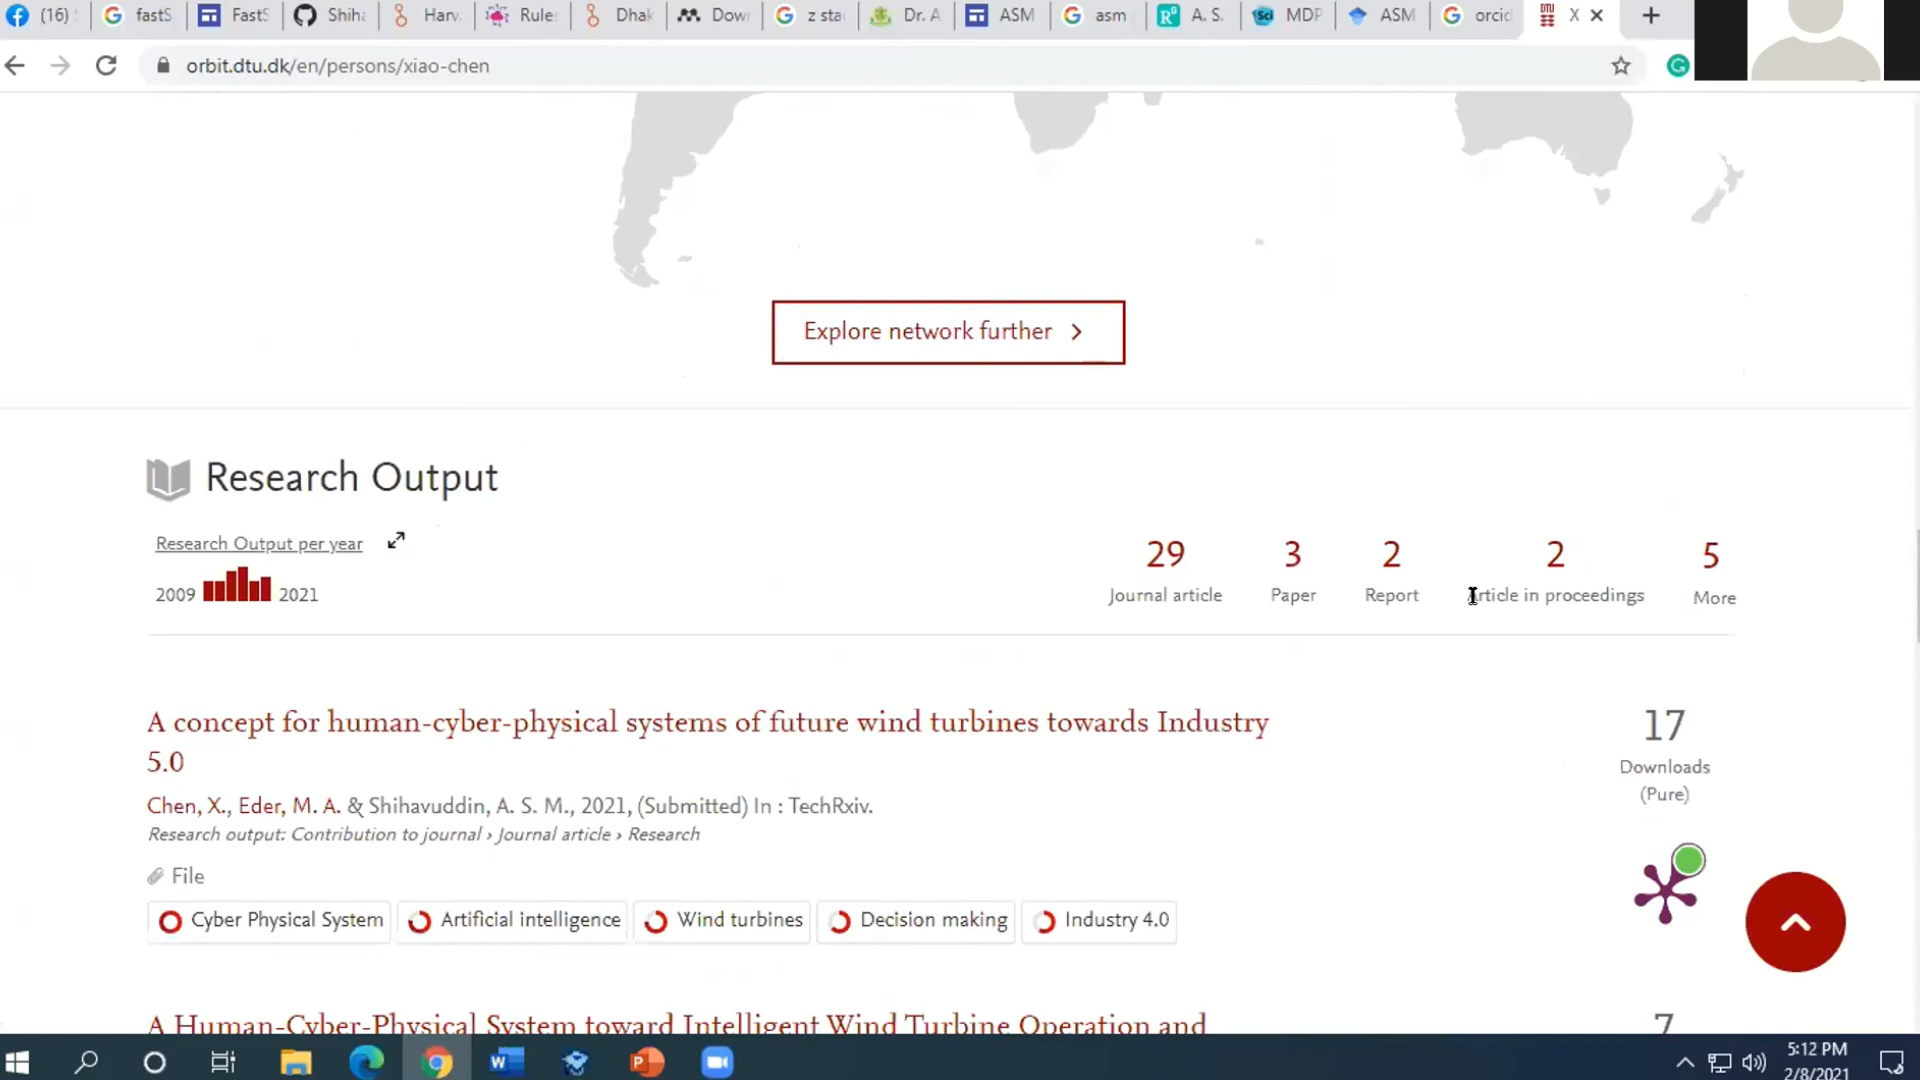 (16)
fastS
FastS
Shiha
Harv
Rule
Dhak
Dow
z sta
Dr. A
ASM
asm
A. S.
MDP
ASM
orcid
DTU
X
orbit.dtu.dk/en/persons/xiao-chen
Explore network further
Research Output
Research Output per year
2009 2021
29 3 2 2 5
Journal article Paper Report Article in proceedings More
A concept for human-cyber-physical systems of future wind turbines towards Industry
5.0
Chen, X., Eder, M. A. & Shihavuddin, A. S. M., 2021, (Submitted) In : TechRxiv.
Research output: Contribution to journal › Journal article › Research
17
Downloads
(Pure)
File
Cyber Physical System Artificial intelligence Wind turbines Decision making Industry 4.0
A Human-Cyber-Physical System toward Intelligent Wind Turbine Operation and
7
5:12 PM
2/8/2021